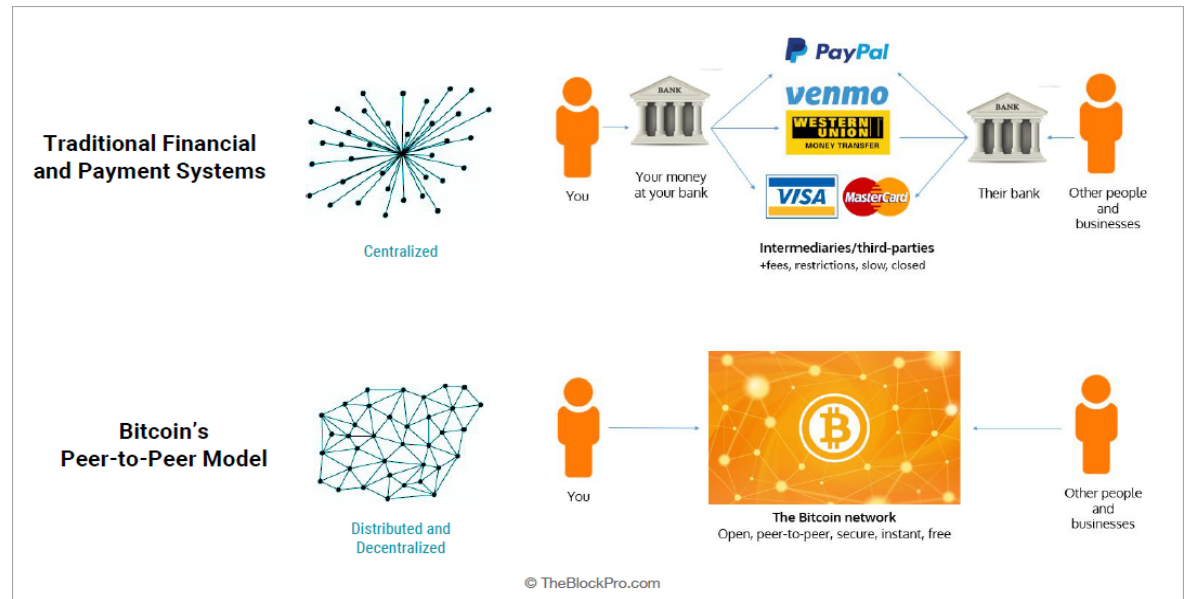 Traditional Financial
and Payment Systems
Centralized
You
BANK
Your money
at your bank
PayPal
venmo
WESTERN
UNION
MONEY TRANSFER
VISA
MasterCard
Intermediaries/third-parties
+fees, restrictions, slow, closed
BANK
Their bank
Other people
and
businesses
Bitcoin’s
Peer-to-Peer Model
Distributed and
Decentralized
You
The Bitcoin network
Open, peer-to-peer, secure, instant, free
Other people
and
businesses
© TheBlockPro.com